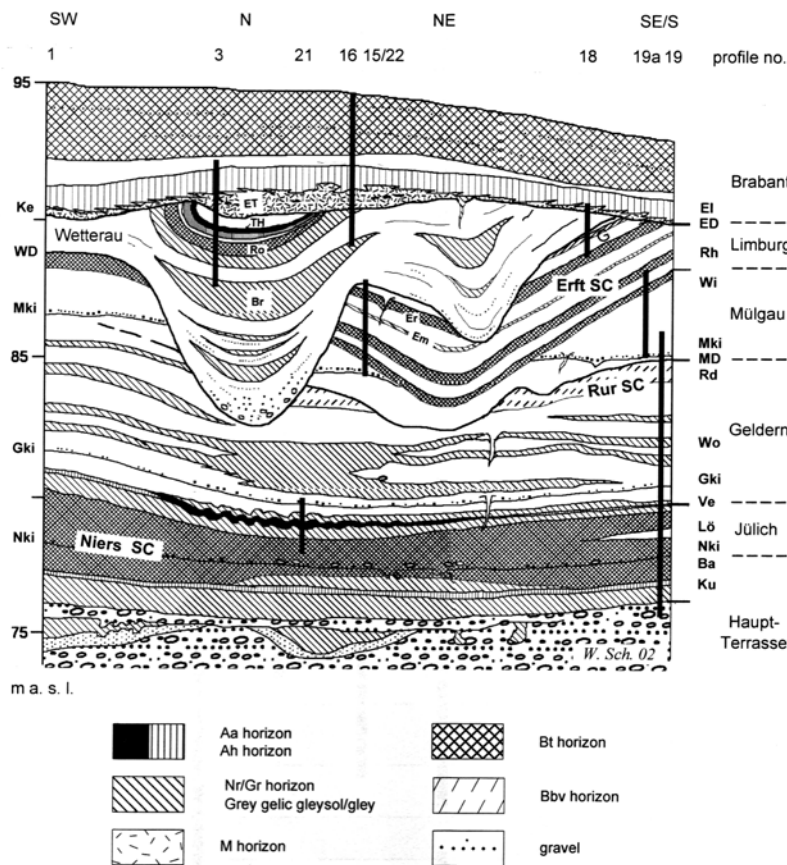 SW N NE SE/S
1 3 21 16 15/22 18 19a 19 profile no.
95
Brabant
ET
Ke
El
TH
ED
Wetterau
Ro
Limburg
G
Rh
WD
Erft SC
Wi
Br
Er
Mülgau
Mki
Em
Mki
85
MD
Rur SC
Rd
Geldern
Wo
Gki
Gki
Ve
Lö
Jülich
Nki
Niers SC
Nki
Ba
Ku
Haupt-
Terrasse
75
W. Sch. 02
m a. s. l.
Aa horizon
Ah horizon
Bt horizon
Nr/Gr horizon
Grey gelic gleysol/gley
Bbv horizon
M horizon
gravel